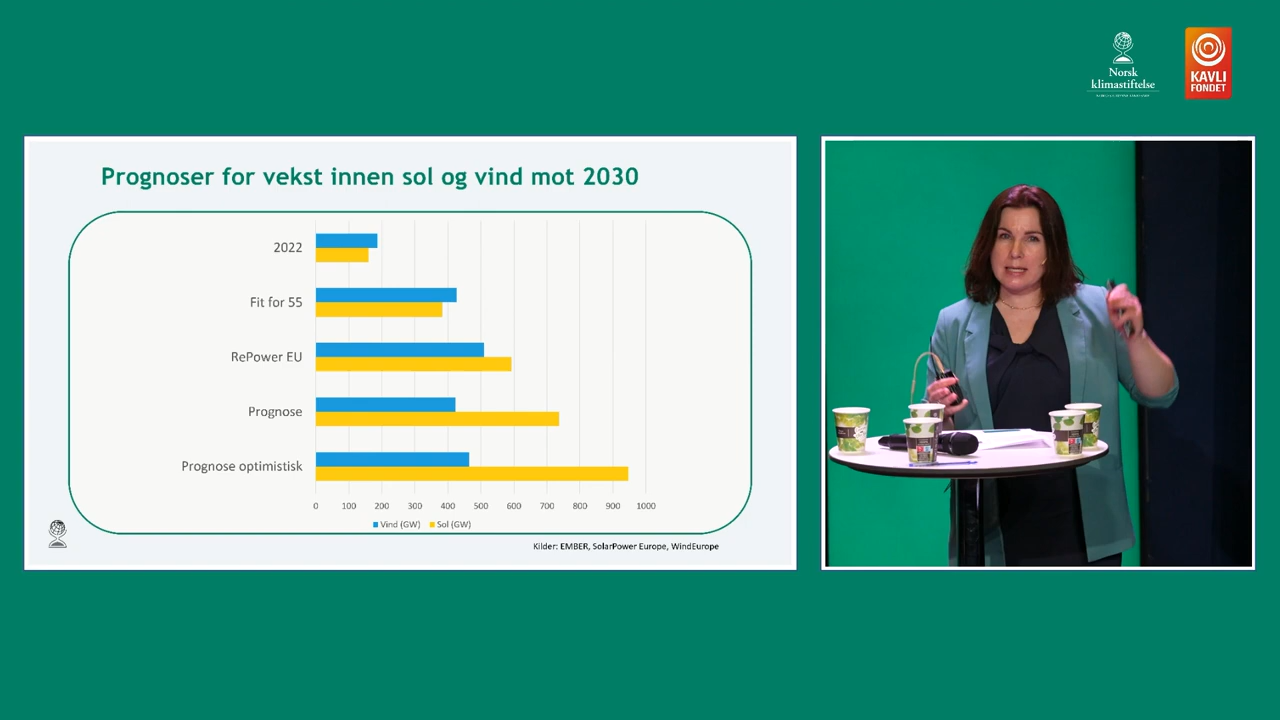 Norsk
klimastiftelse
KAVLI
FONDET
Prognoser for vekst innen sol og vind mot 2030
2022
Fit for 55
RePower EU
Prognose
Prognose optimistisk
0 100 200 300 400 500 600 700 800 900 1000
Vind (GW) Sol (GW)
Kilder: EMBER, SolarPower Europe, WindEurope